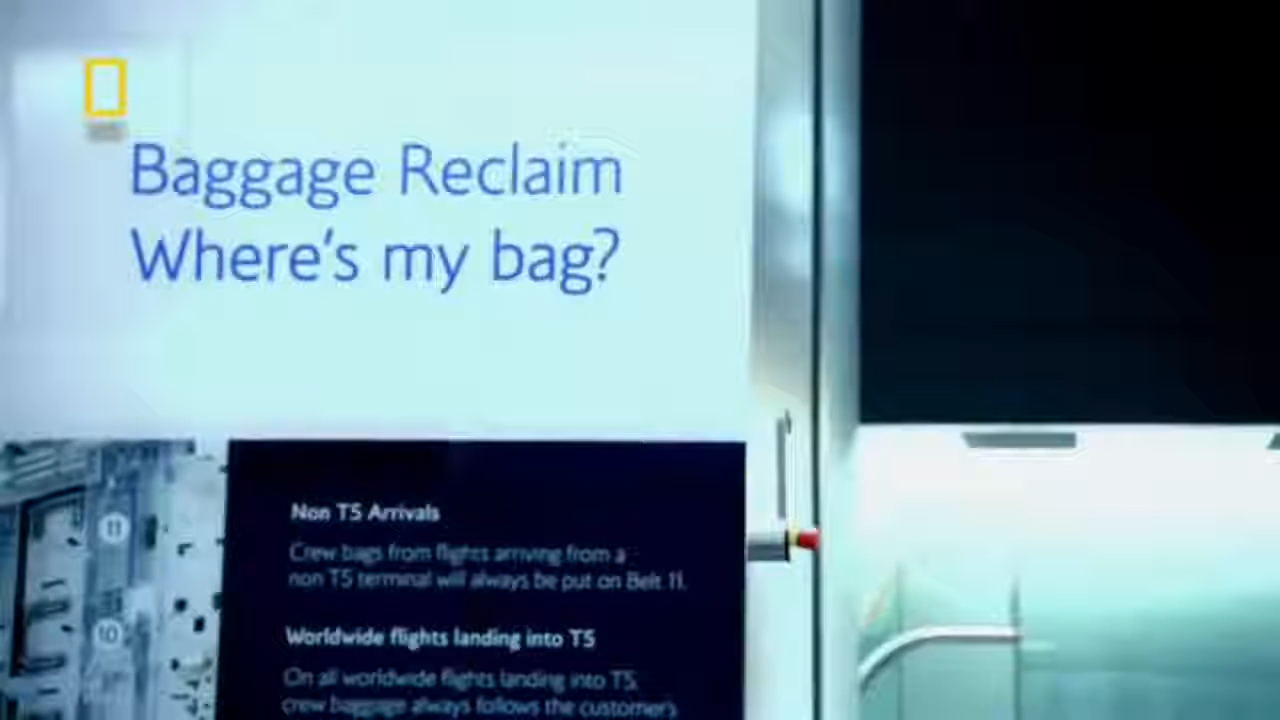 Baggage Reclaim
Where's my bag?
Non T5 Arrivals
Crew bags from flights arriving from a
non T5 terminal will always be put on Belt 11.
11
10
Worldwide flights landing into T5
On all worldwide flights landing into T5,
crew baggage always follows the customer's